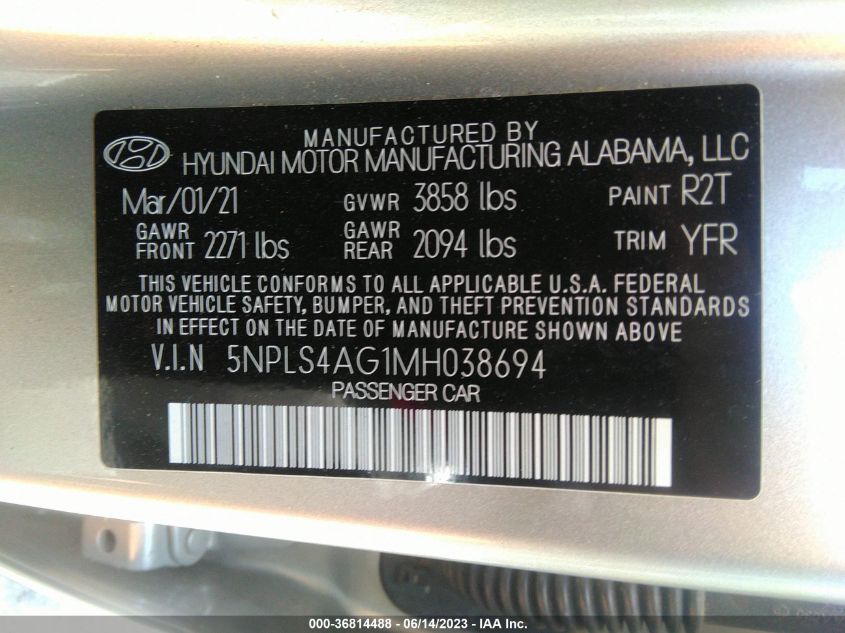 MANUFACTURED BY
HYUNDAI MOTOR MANUFACTURING ALABAMA, LLC
Mar/01/21 GVWR 3858 lbs PAINT R2T
GAWR FRONT 2271 lbs GAWR REAR 2094 lbs TRIM YFR
THIS VEHICLE CONFORMS TO ALL APPLICABLE U.S.A. FEDERAL
MOTOR VEHICLE SAFETY, BUMPER, AND THEFT PREVENTION STANDARDS
IN EFFECT ON THE DATE OF MANUFACTURE SHOWN ABOVE
V.I.N 5NPLS4AG1MH038694
PASSENGER CAR
000-36814488 - 06/14/2023 - iaai.com